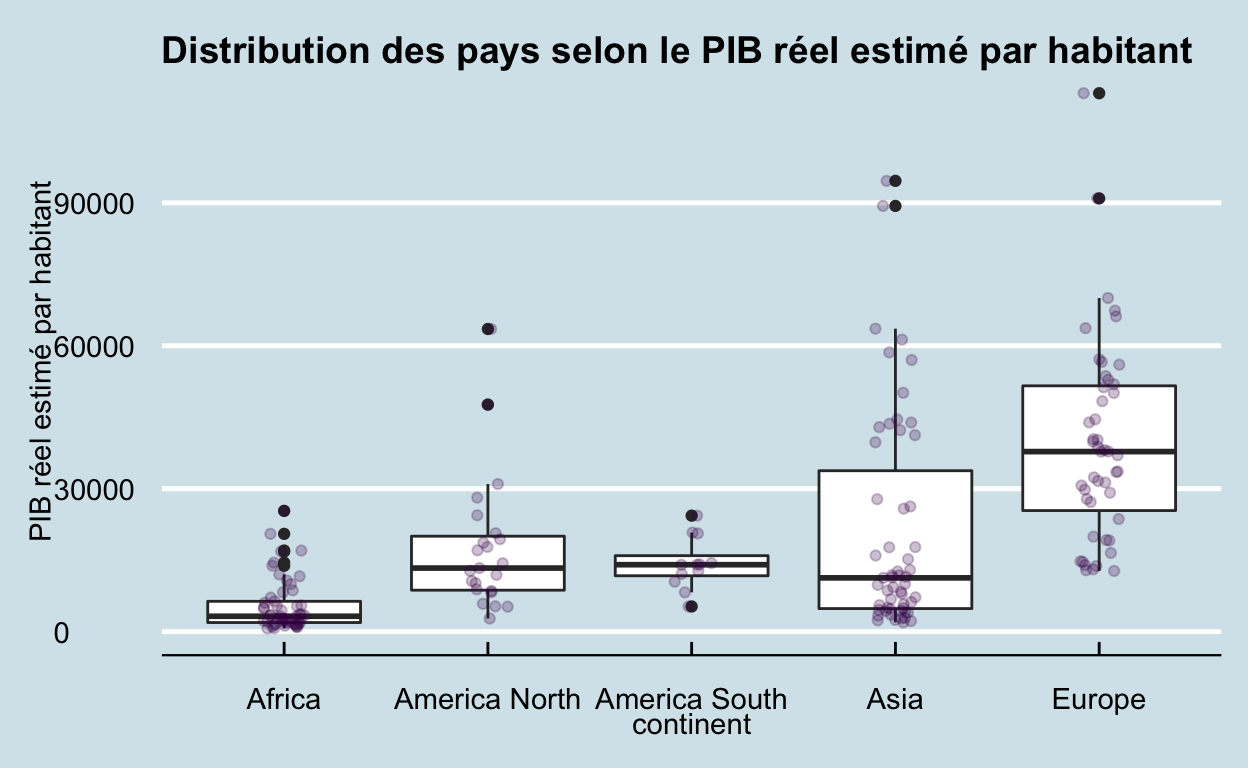 Distribution des pays selon le PIB réel estimé par habitant
PIB réel estimé par habitant
90000
60000
30000
0
Africa
America North
America South
Asia
Europe
continent